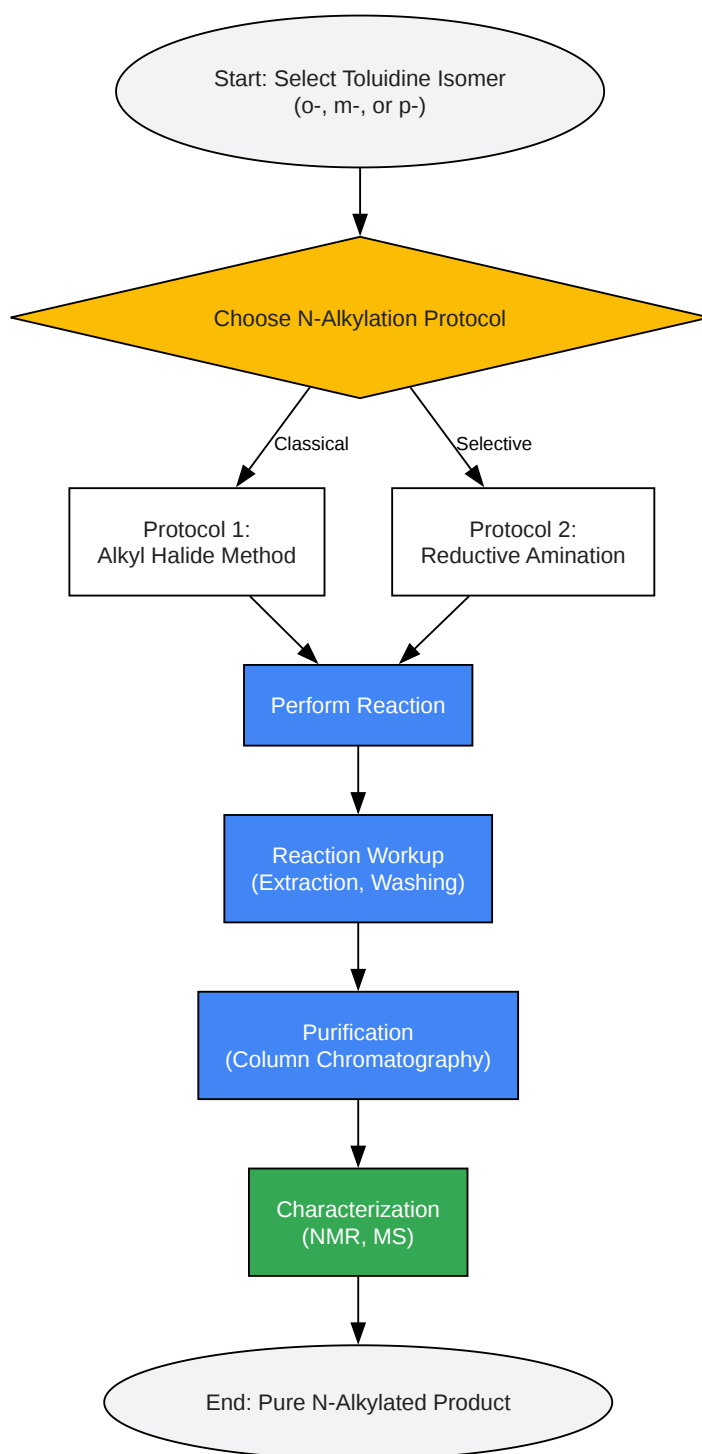 Start: Select Toluidine Isomer
(o-, m-, or p-)
Choose N-Alkylation Protocol
Classical
Selective
Protocol 1:
Alkyl Halide Method
Protocol 2:
Reductive Amination
Perform Reaction
Reaction Workup
(Extraction, Washing)
Purification
(Column Chromatography)
Characterization
(NMR, MS)
End: Pure N-Alkylated Product